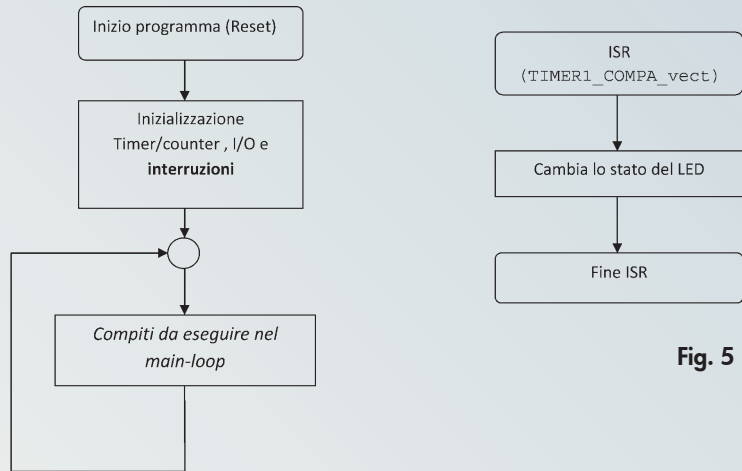 Inizio programma (Reset)
Inizializzazione
Timer/counter , I/O e
interruzioni
Compiti da eseguire nel
main-loop
ISR
(TIMER1_COMPA_vect)
Cambia lo stato del LED
Fine ISR
Fig. 5